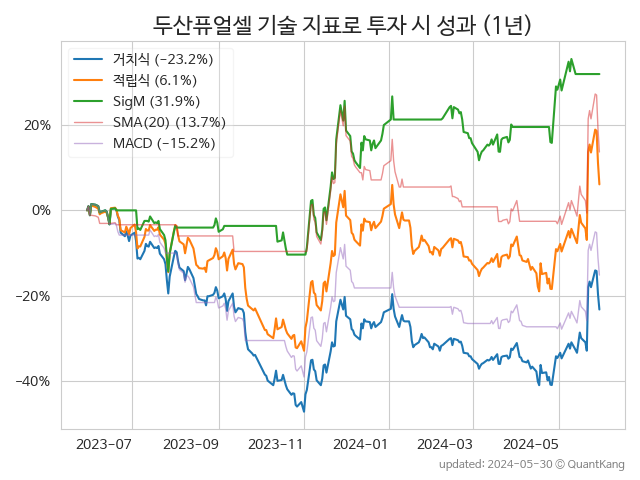 두산퓨얼셀 기술 지표로 투자 시 성과 (1년)
거치식 (−23.2%)
적립식 (6.1%)
SigM (31.9%)
SMA(20) (13.7%)
MACD (−15.2%)
20%
0%
−20%
−40%
2023−07
2023−09
2023−11
2024−01
2024−03
2024−05
updated: 2024-05-30 © QuantKang